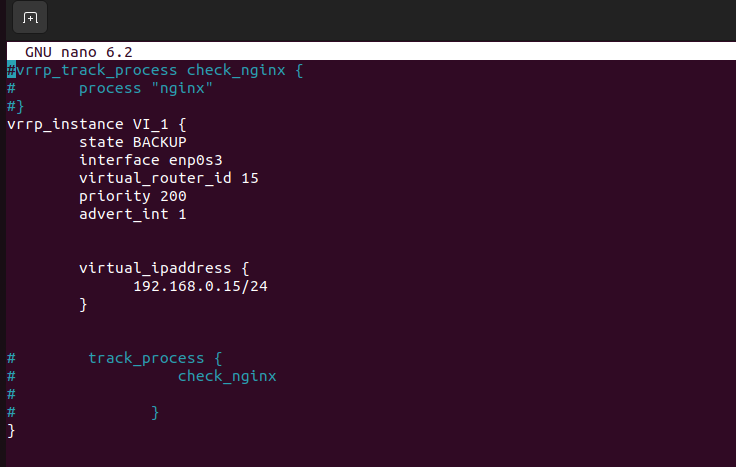 GNU nano 6.2
#vrrp_track_process check_nginx {
#       process "nginx"
#}
vrrp_instance VI_1 {
        state BACKUP
        interface enp0s3
        virtual_router_id 15
        priority 200
        advert_int 1
        virtual_ipaddress {
              192.168.0.15/24
        }
#        track_process {
#                  check_nginx
#
#               }
}